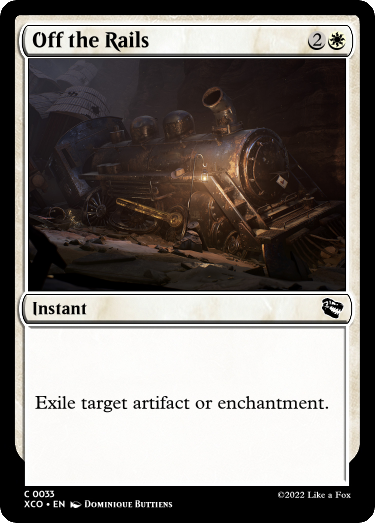 Off the Rails 2
Instant
Exile target artifact or enchantment.
C 0033
XCO • EN Dominique Buttiens
©2022 Like a Fox